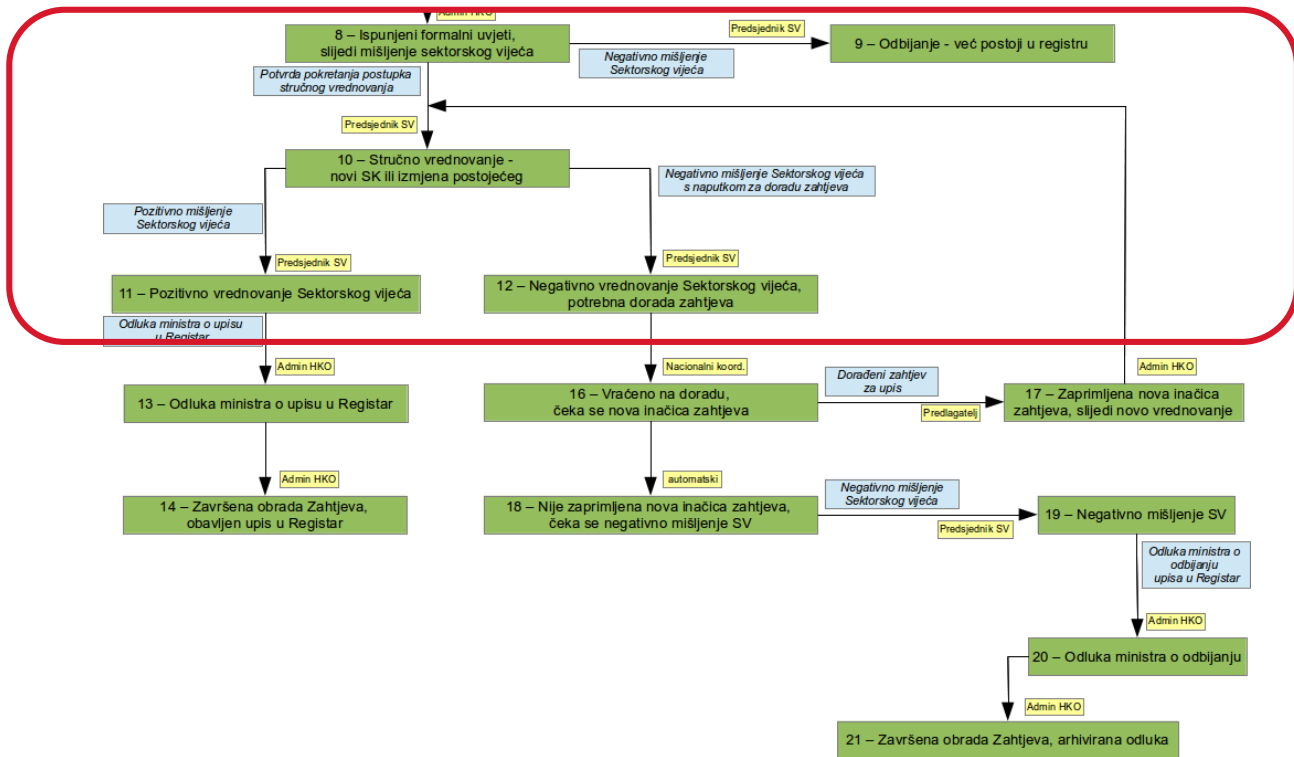 Admin HKO
8 – Ispunjeni formalni uvjeti,
slijedi mišljenje sektorskog vijeća
Predsjednik SV
9 – Odbijanje - već postoji u registru
Negativno mišljenje
Sektorskog vijeća
Potvrda pokretanja postupka
stručnog vrednovanja
Predsjednik SV
10 – Stručno vrednovanje -
novi SK ili izmjena postojećeg
Negativno mišljenje Sektorskog vijeća
s naputkom za doradu zahtjeva
Pozitivno mišljenje
Sektorskog vijeća
Predsjednik SV
Predsjednik SV
11 – Pozitivno vrednovanje Sektorskog vijeća
12 – Negativno vrednovanje Sektorskog vijeća,
potrebna dorada zahtjeva
Odluka ministra o upisu
u Registar
Admin HKO
Nacionalni koord.
Dorađeni zahtjev
za upis
Admin HKO
13 – Odluka ministra o upisu u Registar
16 – Vraćeno na doradu,
čeka se nova inačica zahtjeva
Predlagatelj
17 – Zaprimljena nova inačica
zahtjeva, slijedi novo vrednovanje
Admin HKO
automatski
14 – Završena obrada Zahtjeva,
obavljen upis u Registar
18 – Nije zaprimljena nova inačica zahtjeva,
čeka se negativno mišljenje SV
Negativno mišljenje
Sektorskog vijeća
Predsjednik SV
19 – Negativno mišljenje SV
Odluka ministra o
odbijanju
upisa u Registar
Admin HKO
20 – Odluka ministra o odbijanju
Admin HKO
21 – Završena obrada Zahtjeva, arhivirana odluka